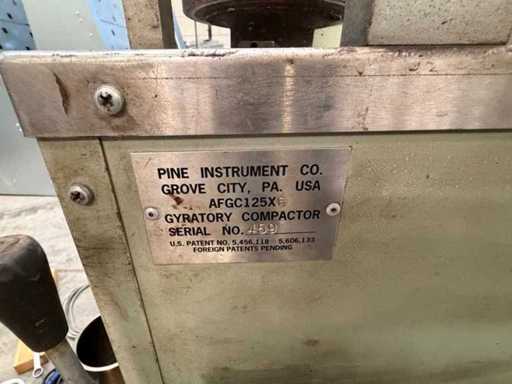 PINE INSTRUMENT CO.
GROVE CITY, PA. USA
AFGC125X
GYRATORY COMPACTOR
SERIAL NO. 459
U.S. PATENT NO. 5,456,118 5,606,133
FOREIGN PATENTS PENDING